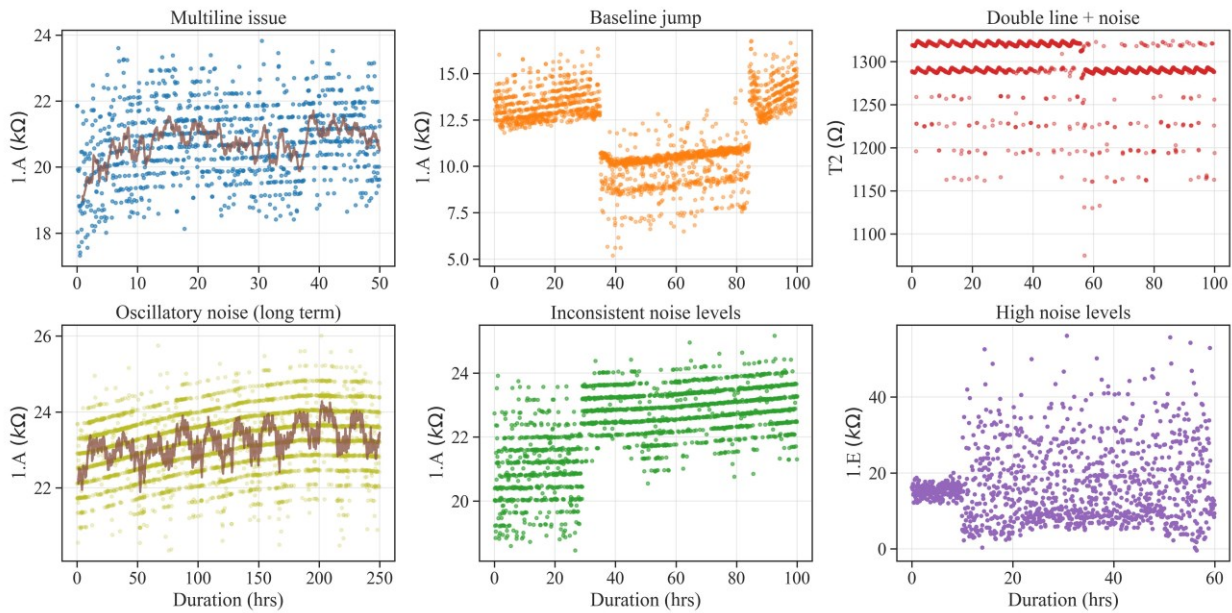 Multiline issue
24
22
20
18
1.A (kΩ)
0 10 20 30 40 50
Baseline jump
15.0
12.5
10.0
7.5
5.0
1.A (kΩ)
0 20 40 60 80 100
Double line + noise
1300
1250
1200
1150
1100
T2 (Ω)
0 20 40 60 80 100
Oscillatory noise (long term)
26
24
22
1.A (kΩ)
0 50 100 150 200 250
Duration (hrs)
Inconsistent noise levels
24
22
20
18
1.A (kΩ)
0 20 40 60 80 100
Duration (hrs)
High noise levels
40
20
0
1.E (kΩ)
0 20 40 60
Duration (hrs)